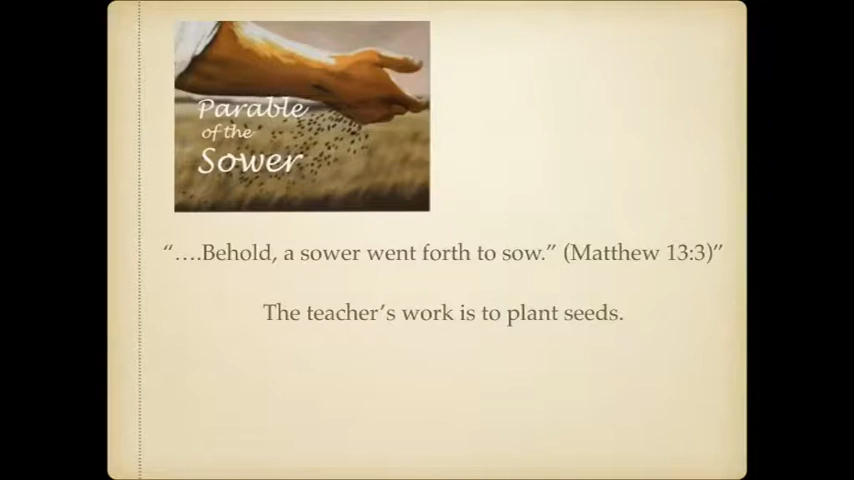 Parable
of the
Sower
“….Behold, a sower went forth to sow.” (Matthew 13:3)”
The teacher’s work is to plant seeds.